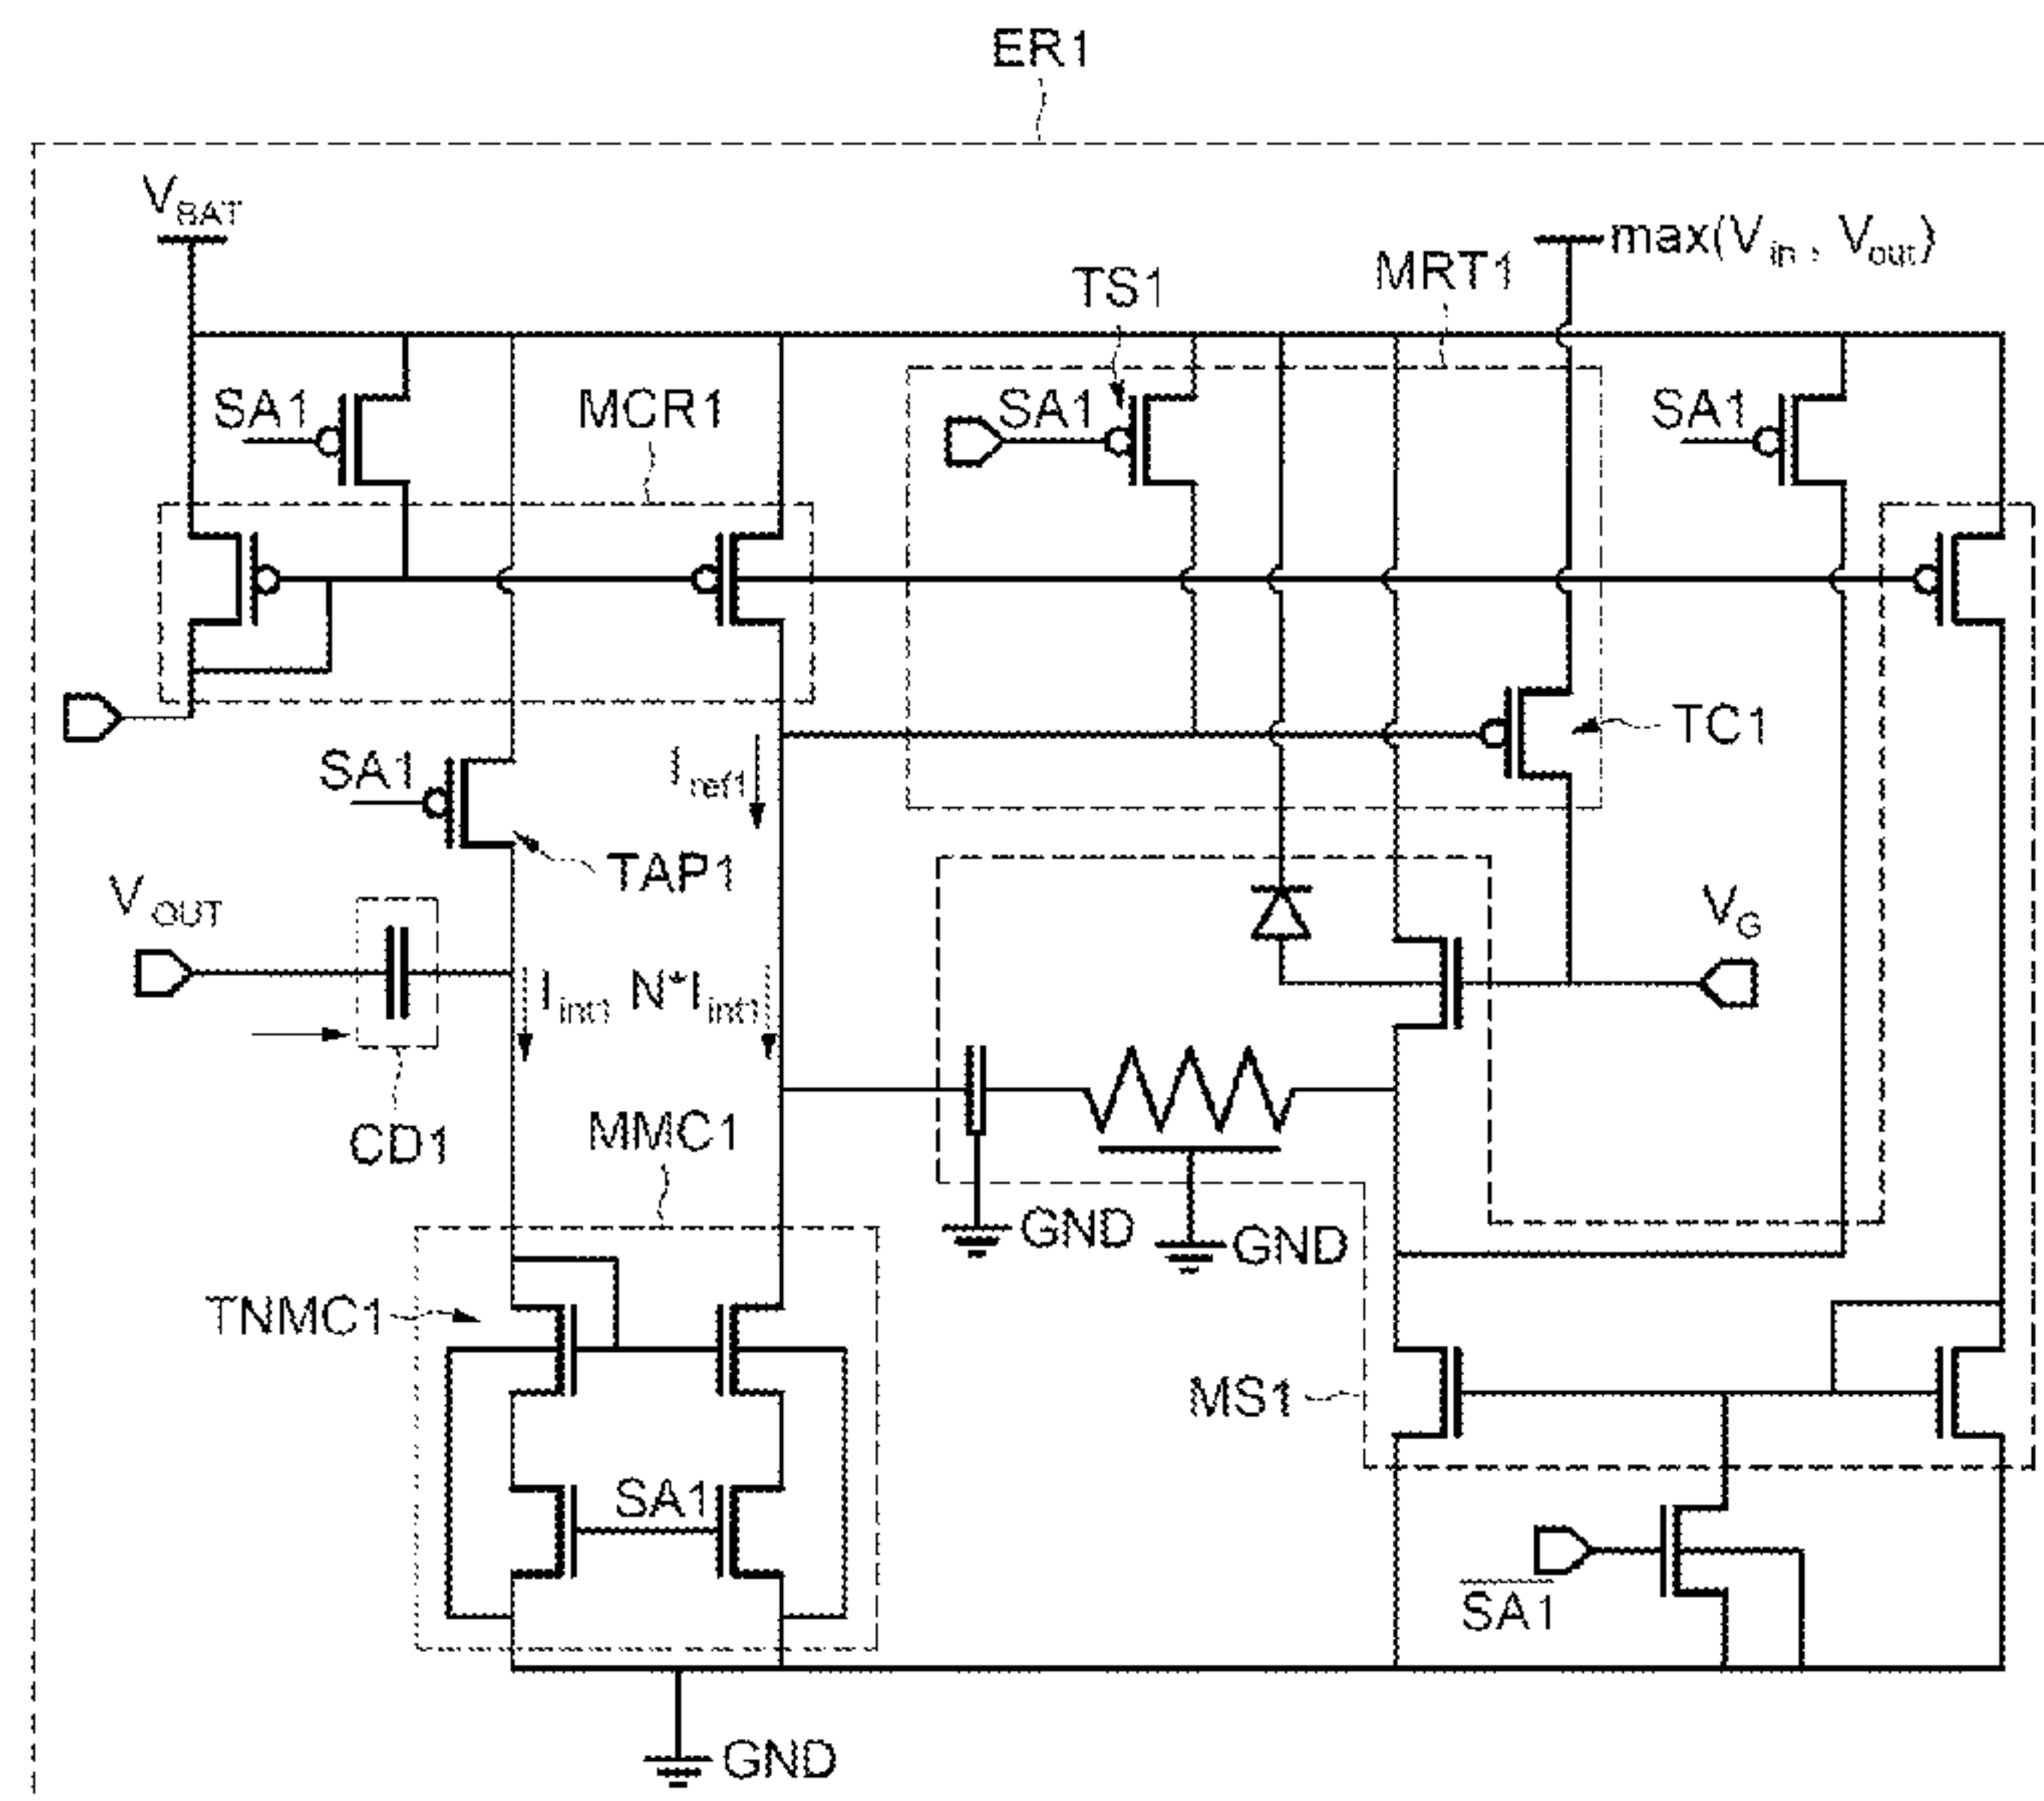 ER1
VBAT
max(Vin , Vout)
TS1
MRT1
SA1
MCR1
SA1
SA1
SA1
Iref1
TC1
TAP1
VOUT
VG
Iint1
N*Iint1
CD1
MMC1
GND
GND
TNMC1
MS1
SA1
SA1
GND